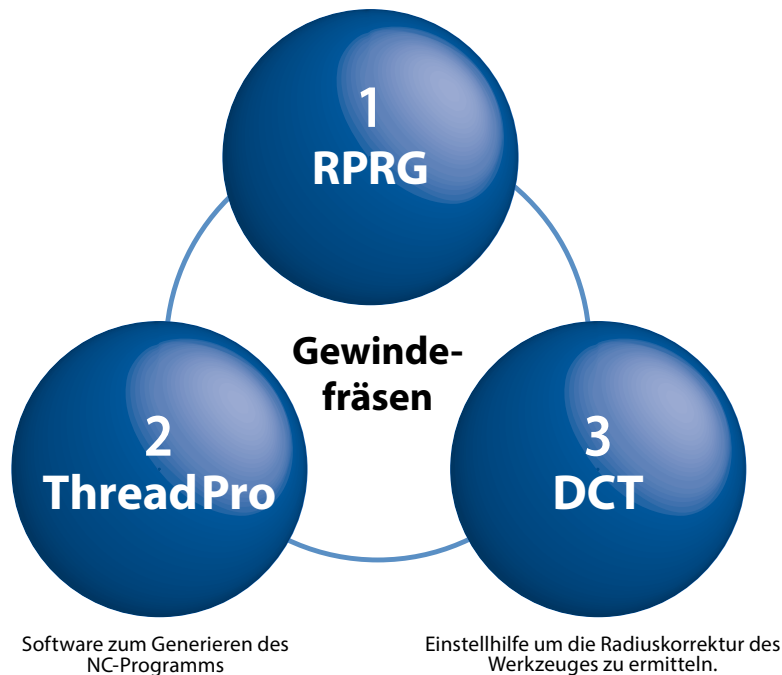 1
RPRG
Gewinde-
fräsen
2
ThreadPro
3
DCT
Software zum Generieren des
NC-Programms
Einstellhilfe um die Radiuskorrektur des
Werkzeuges zu ermitteln.